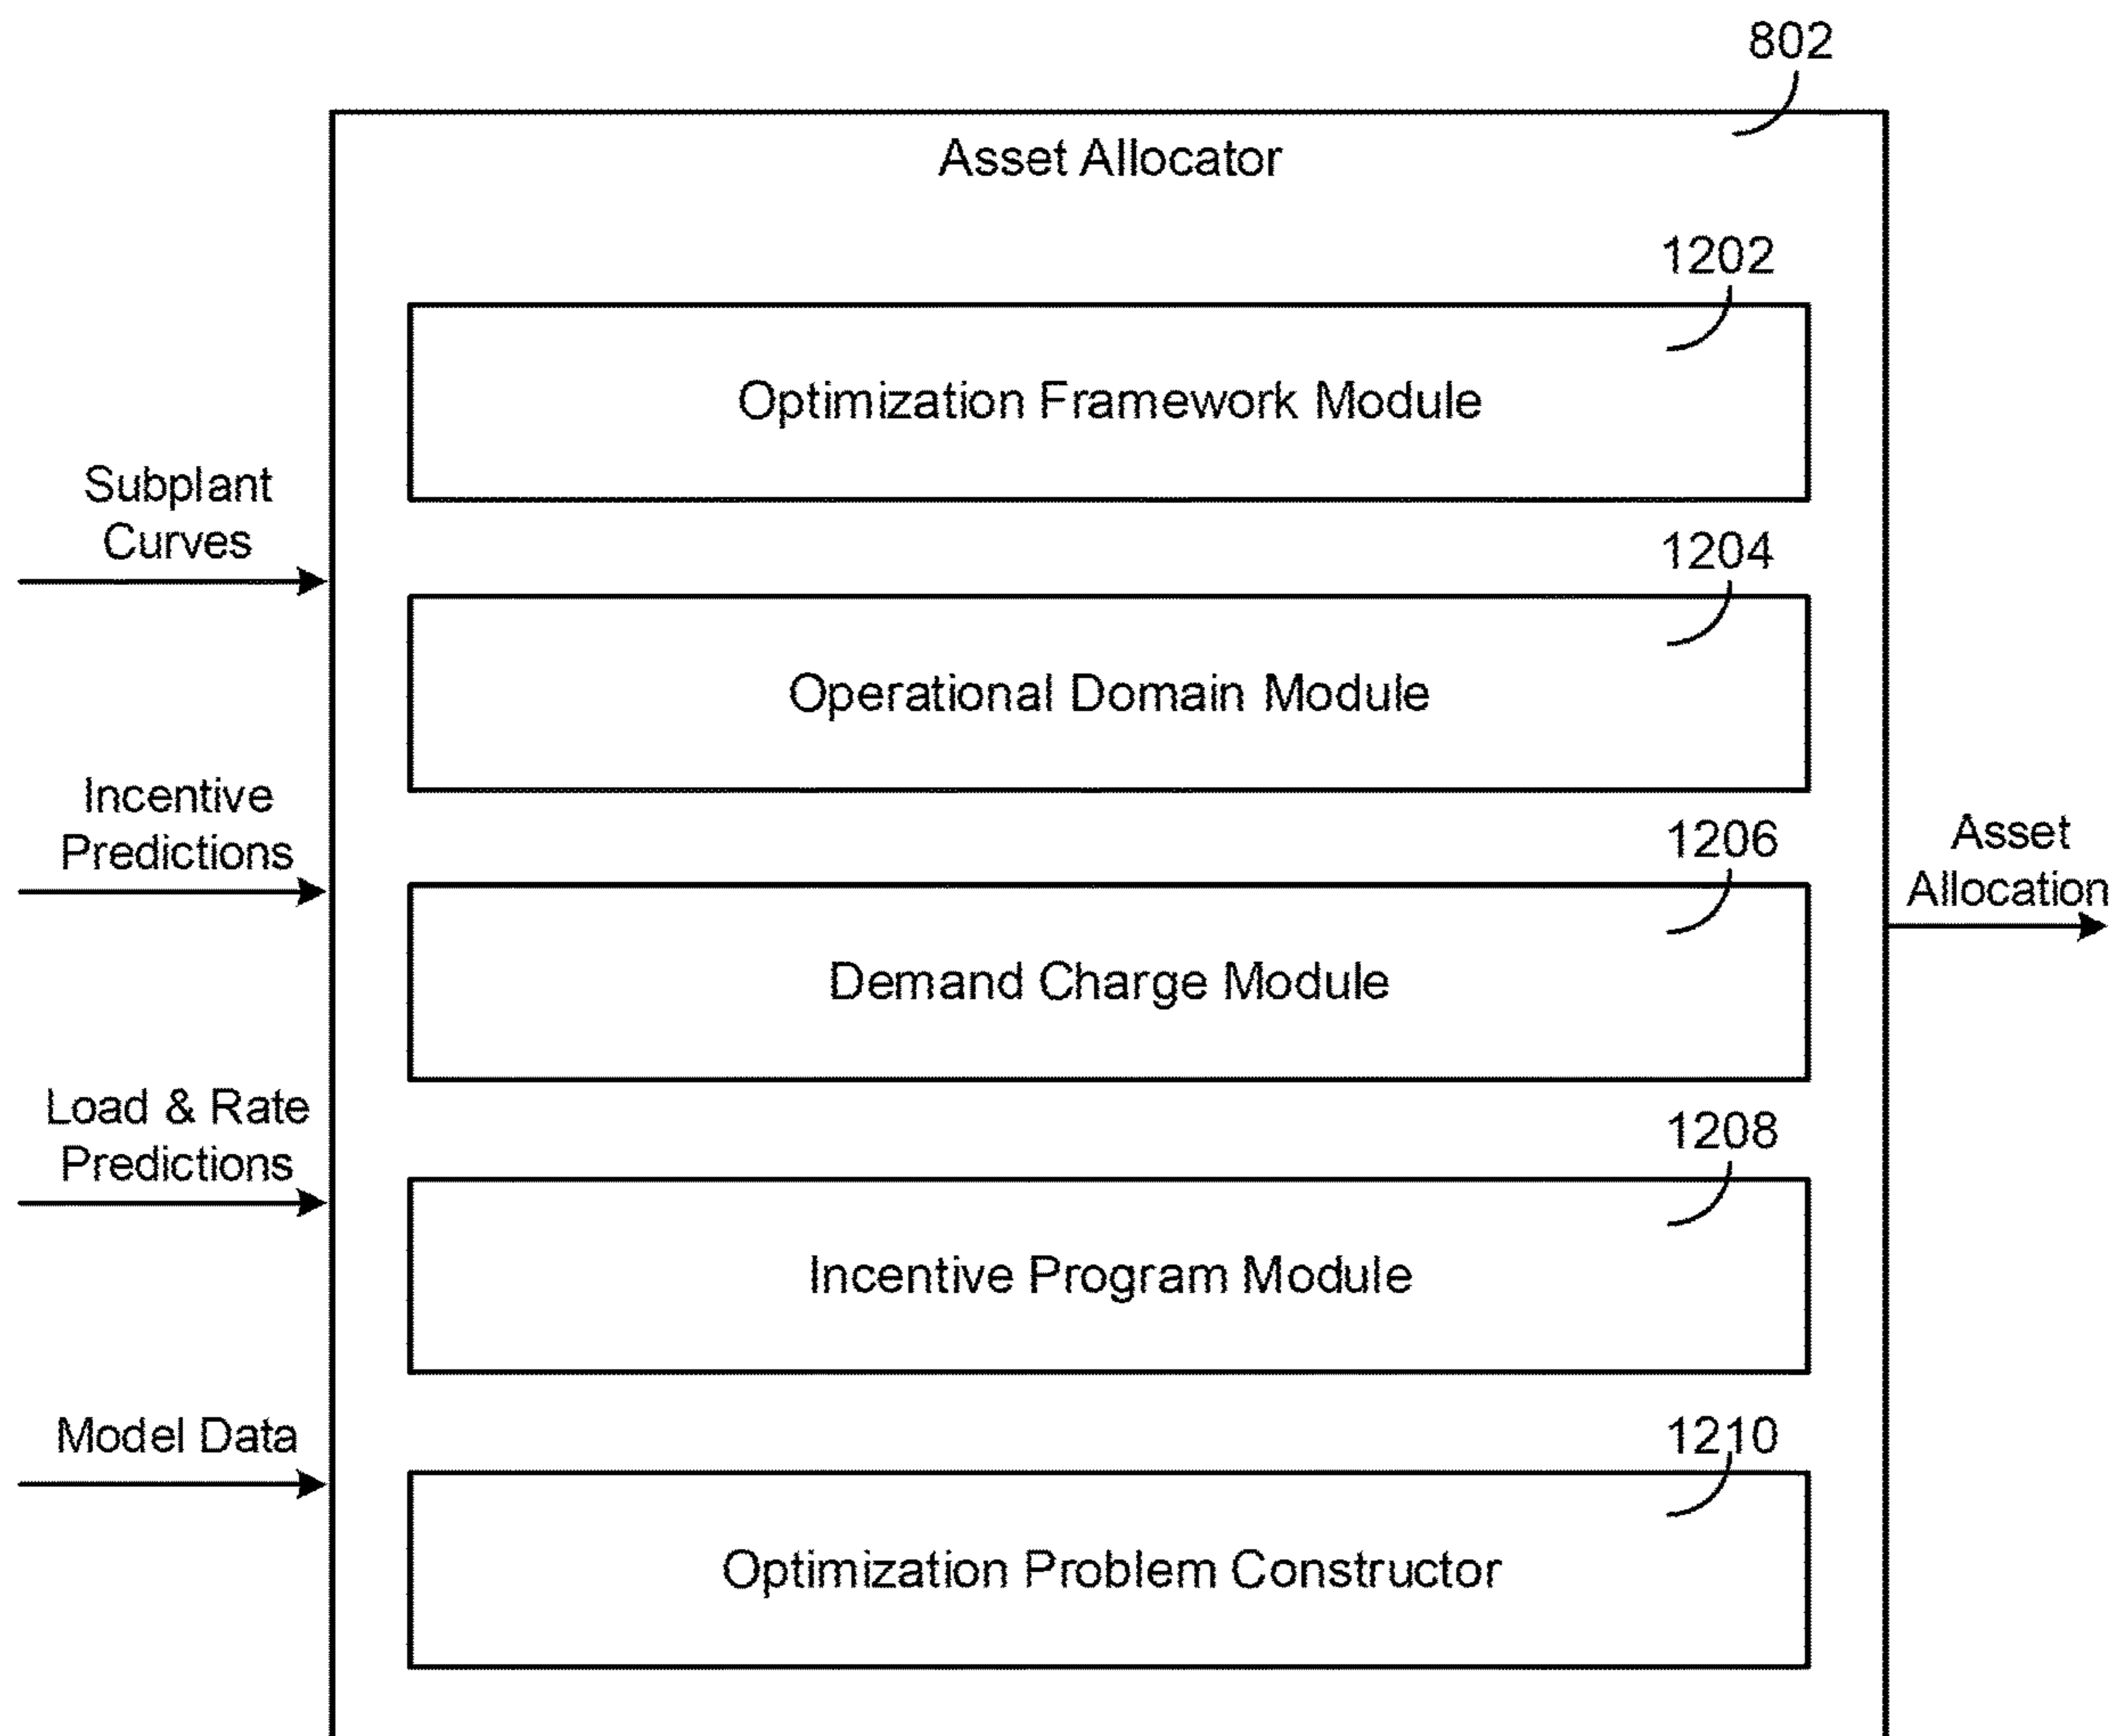 802
Asset Allocator
1202
Optimization Framework Module
Subplant
Curves
1204
Operational Domain Module
Incentive
Predictions
1206
Demand Charge Module
Asset
Allocation
Load & Rate
Predictions
1208
Incentive Program Module
Model Data
1210
Optimization Problem Constructor